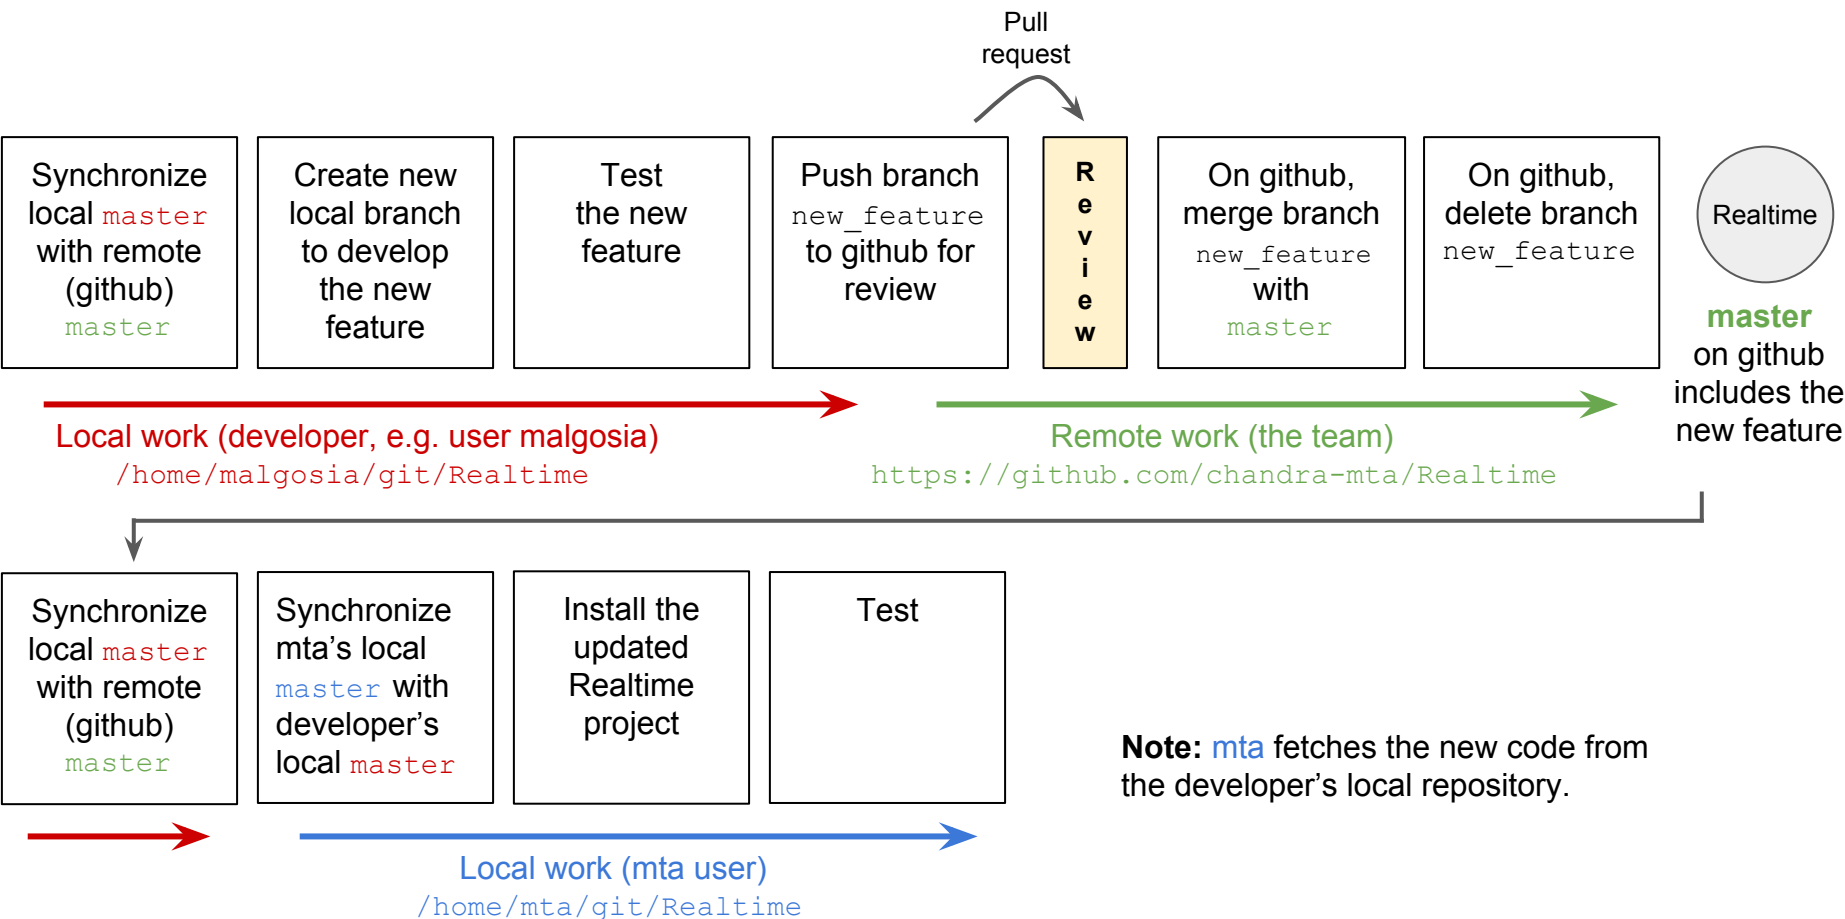 Pull
request
Synchronize
local master
with remote
(github)
master
Create new
local branch
to develop
the new
feature
Test
the new
feature
Push branch
new_feature
to github for
review
R
e
v
i
e
w
On github,
merge branch
new_feature
with
master
On github,
delete branch
new_feature
Realtime
master
on github
includes the
new feature
Local work (developer, e.g. user malgosia)
/home/malgosia/git/Realtime
Remote work (the team)
https://github.com/chandra-mta/Realtime
Synchronize
local master
with remote
(github)
master
Synchronize
mta’s local
master with
developer’s
local master
Install the
updated
Realtime
project
Test
Note: mta fetches the new code from
the developer’s local repository.
Local work (mta user)
/home/mta/git/Realtime